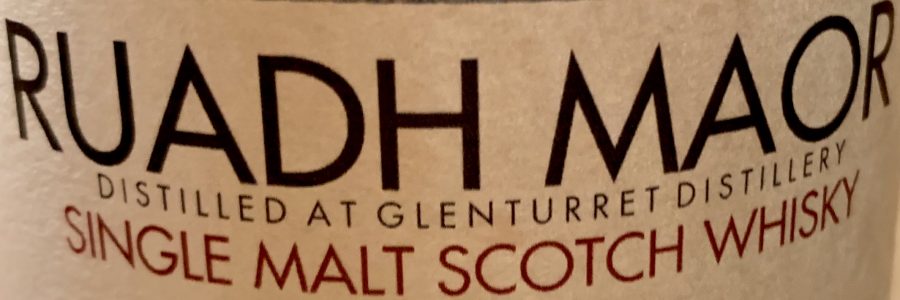 RUADH MAOR
DISTILLED AT GLENTURRET DISTILLERY
SINGLE MALT SCOTCH WHISKY